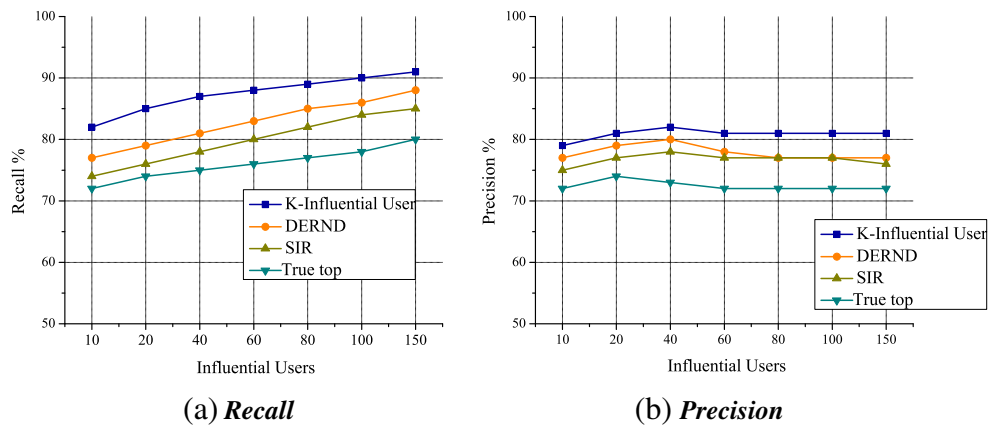 100
90
80
70
60
50
Recall %
K-Influential User
DERND
SIR
True top
10 20 40 60 80 100 150
Influential Users
(a) Recall
100
90
80
70
60
50
Precision %
K-Influential User
DERND
SIR
True top
10 20 40 60 80 100 150
Influential Users
(b) Precision